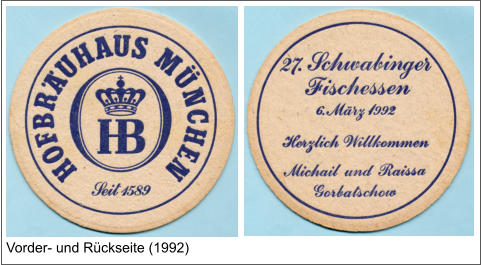 HOFBRÄUHAUS MÜNCHEN
HB
Seit 1589
27. Schwabinger
Fischessen
6. März 1992
Herzlich Willkommen
Michail und Raissa
Gorbatschow
Vorder- und Rückseite (1992)